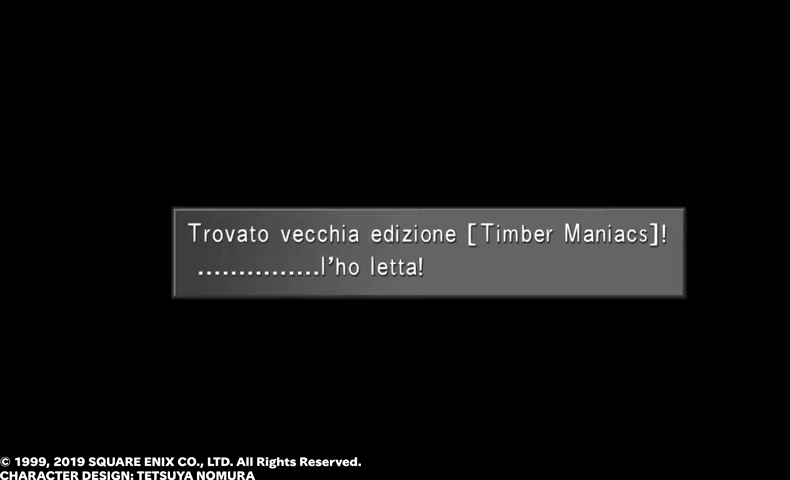 Trovato vecchia edizione [Timber Maniacs]!
...............l'ho letta!
© 1999, 2019 SQUARE ENIX CO., LTD. All Rights Reserved.
CHARACTER DESIGN: TETSUYA NOMURA